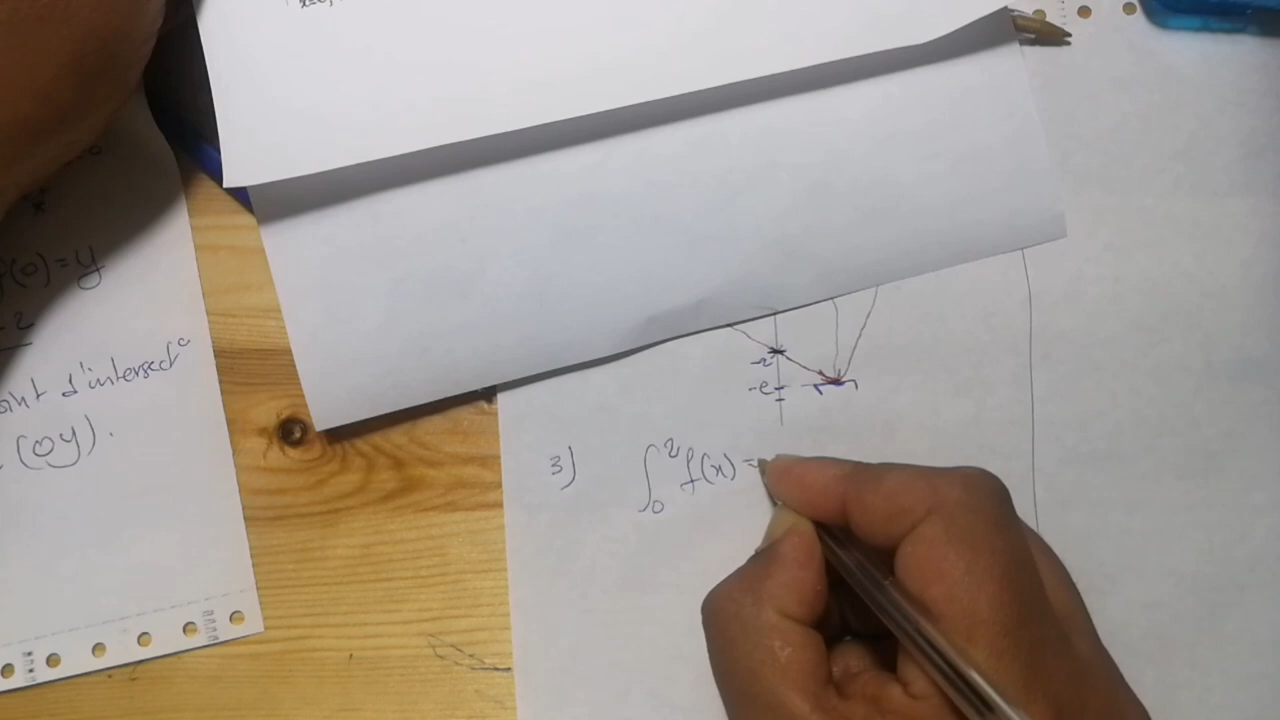 f(0)=y
-2
point d'intersect°
(oy).
-2
-e
3) ∫₀² f(x) =